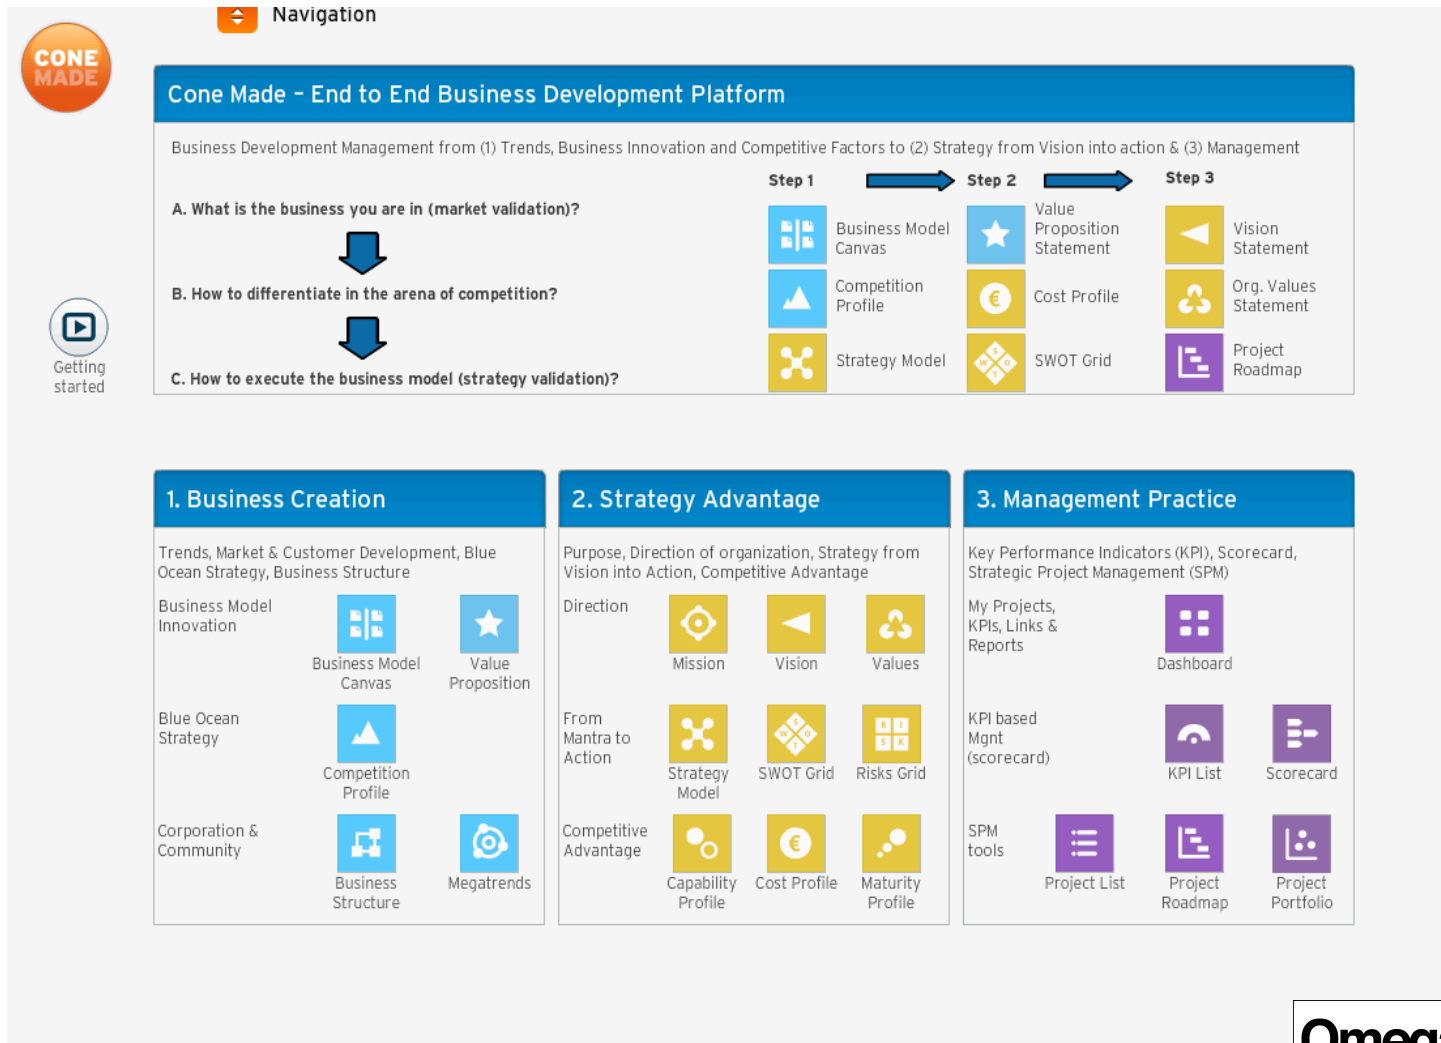 Navigation
CONE
MADE
Cone Made – End to End Business Development Platform
Business Development Management from (1) Trends, Business Innovation and Competitive Factors to (2) Strategy from Vision into action & (3) Management
Step 1
Step 2
Step 3
A. What is the business you are in (market validation)?
B. How to differentiate in the arena of competition?
C. How to execute the business model (strategy validation)?
Business Model
Canvas
Value
Proposition
Statement
Vision
Statement
Competition
Profile
€
Cost Profile
Org. Values
Statement
Strategy Model
S
W O
T
SWOT Grid
Project
Roadmap
Getting
started
1. Business Creation
Trends, Market & Customer Development, Blue
Ocean Strategy, Business Structure
Business Model
Innovation
Business Model
Canvas
Value
Proposition
Blue Ocean
Strategy
Competition
Profile
Corporation &
Community
Business
Structure
Megatrends
2. Strategy Advantage
Purpose, Direction of organization, Strategy from
Vision into Action, Competitive Advantage
Direction
Mission
Vision
Values
From
Mantra to
Action
Strategy
Model
S
W O
T
SWOT Grid
R I
S K
Risks Grid
Competitive
Advantage
Capability
Profile
€
Cost Profile
Maturity
Profile
3. Management Practice
Key Performance Indicators (KPI), Scorecard,
Strategic Project Management (SPM)
My Projects,
KPIs, Links &
Reports
Dashboard
KPI based
Mgnt
(scorecard)
KPI List
Scorecard
SPM
tools
Project List
Project
Roadmap
Project
Portfolio